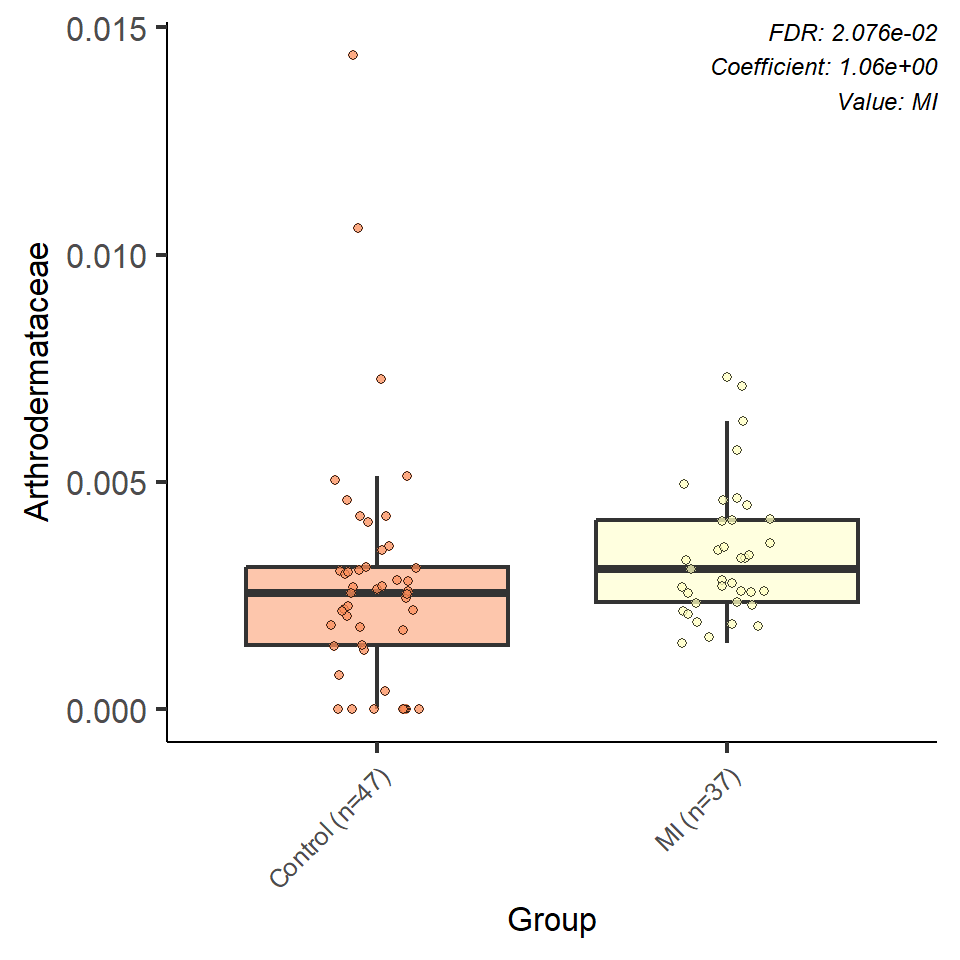 FDR: 2.076e-02
Coefficient: 1.06e+00
Value: MI
0.015
0.010
0.005
0.000
Arthrodermataceae
Control (n=47)
MI (n=37)
Group